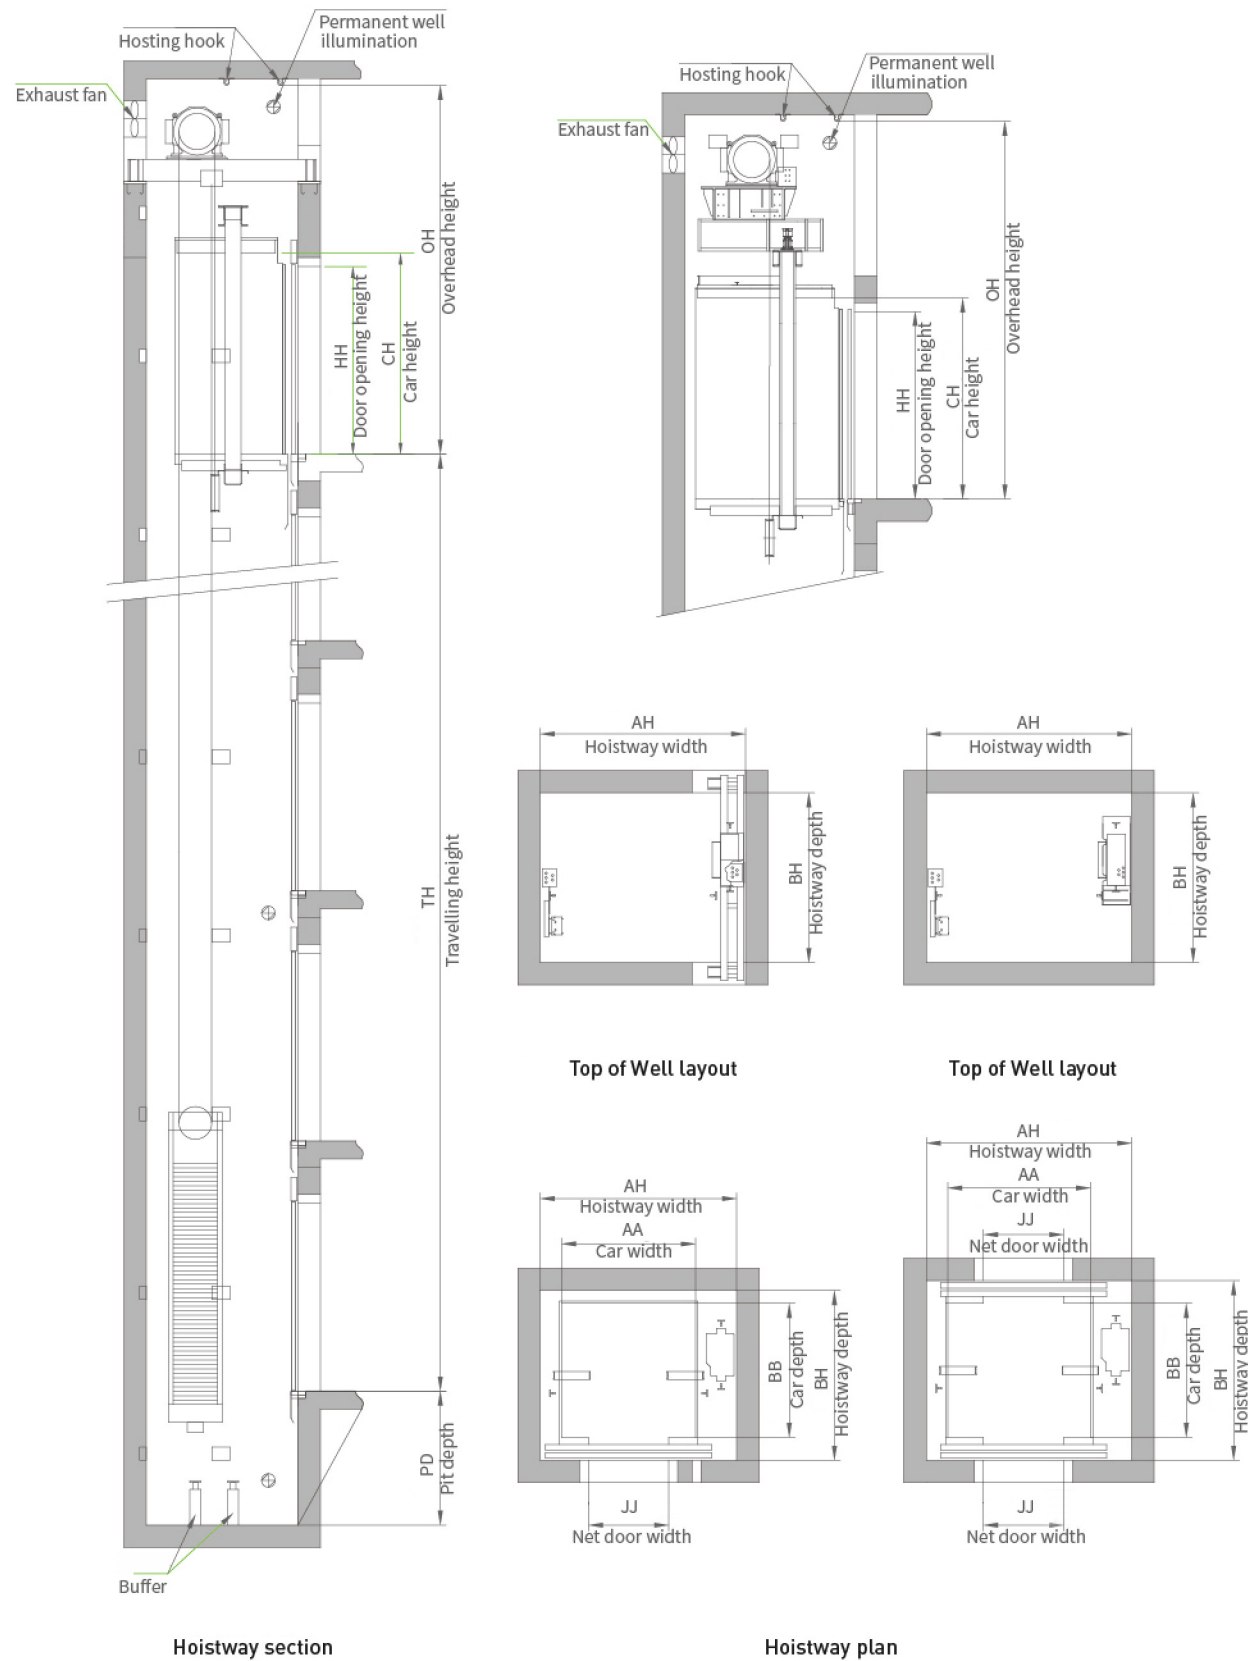 Permanent well
illumination
Hosting hook
Exhaust fan
OH
Overhead height
HH
Door opening height
CH
Car height
TH
Travelling height
PD
Pit depth
Buffer
Hoistway section
Permanent well
illumination
Hosting hook
Exhaust fan
OH
Overhead height
HH
Door opening height
CH
Car height
AH
Hoistway width
BH
Hoistway depth
Top of Well layout
AH
Hoistway width
BH
Hoistway depth
Top of Well layout
AH
Hoistway width
AA
Car width
BB
Car depth
BH
Hoistway depth
JJ
Net door width
AH
Hoistway width
AA
Car width
JJ
Net door width
BB
Car depth
BH
Hoistway depth
JJ
Net door width
Hoistway plan